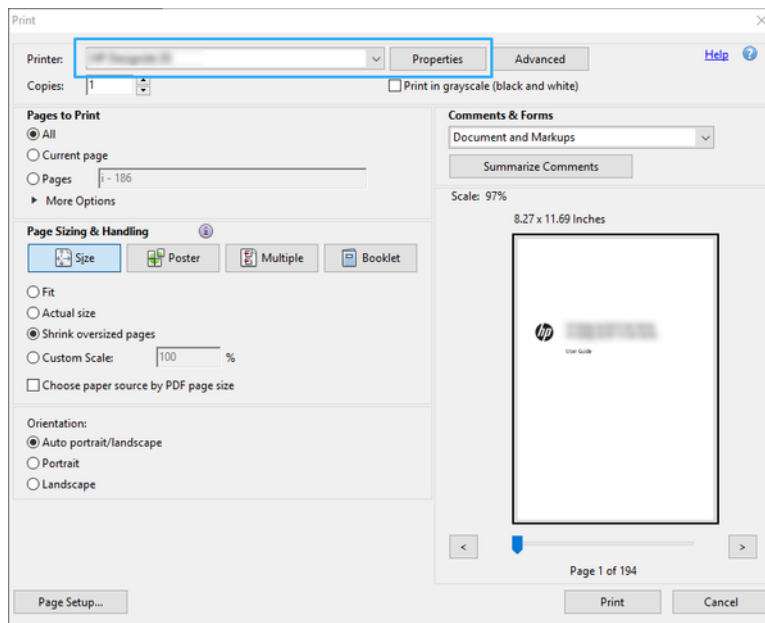 Print
Printer: Properties Advanced Help
Copies: 1 Print in grayscale (black and white)
Pages to Print
All
Current page
Pages i - 186
More Options
Page Sizing & Handling
Size Poster Multiple Booklet
Fit
Actual size
Shrink oversized pages
Custom Scale: 100 %
Choose paper source by PDF page size
Orientation:
Auto portrait/landscape
Portrait
Landscape
Comments & Forms
Document and Markups
Summarize Comments
Scale: 97%
8.27 x 11.69 Inches
hp
User Guide
< >
Page 1 of 194
Page Setup... Print Cancel